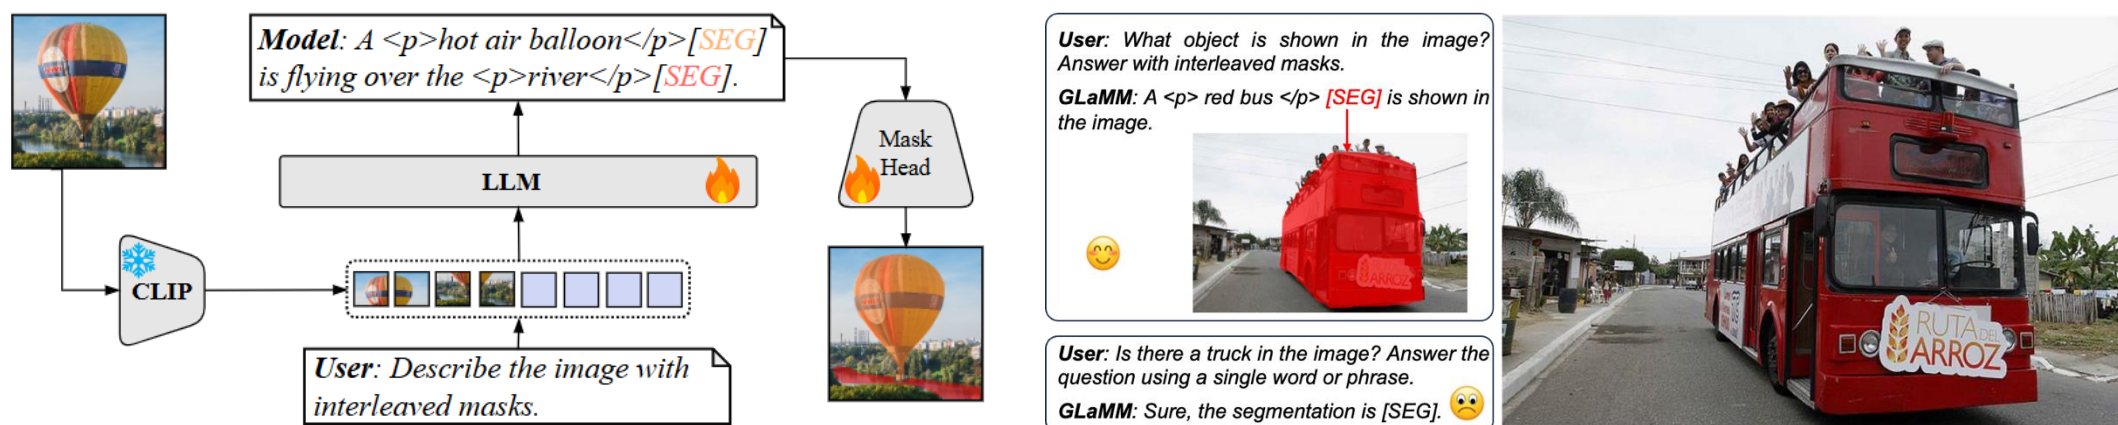 Model: A <p>hot air balloon</p>[SEG]
is flying over the <p>river</p>[SEG].
LLM
Mask
Head
CLIP
User: Describe the image with
interleaved masks.
User: What object is shown in the image?
Answer with interleaved masks.
GLaMM: A <p> red bus </p> [SEG] is shown in
the image.
ARROZ
User: Is there a truck in the image? Answer the
question using a single word or phrase.
GLaMM: Sure, the segmentation is [SEG].
RUTA DEL
ARROZ